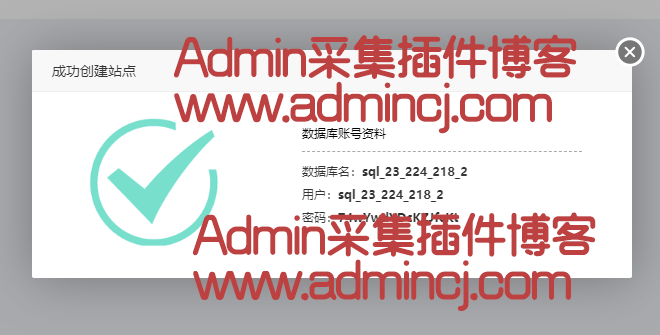 成功创建站点
Admin采集插件博客
www.admincj.com
数据库账号资料
数据库名：sql_23_224_218_2
用户：sql_23_224_218_2
密码：
Admin采集插件博客
www.admincj.com